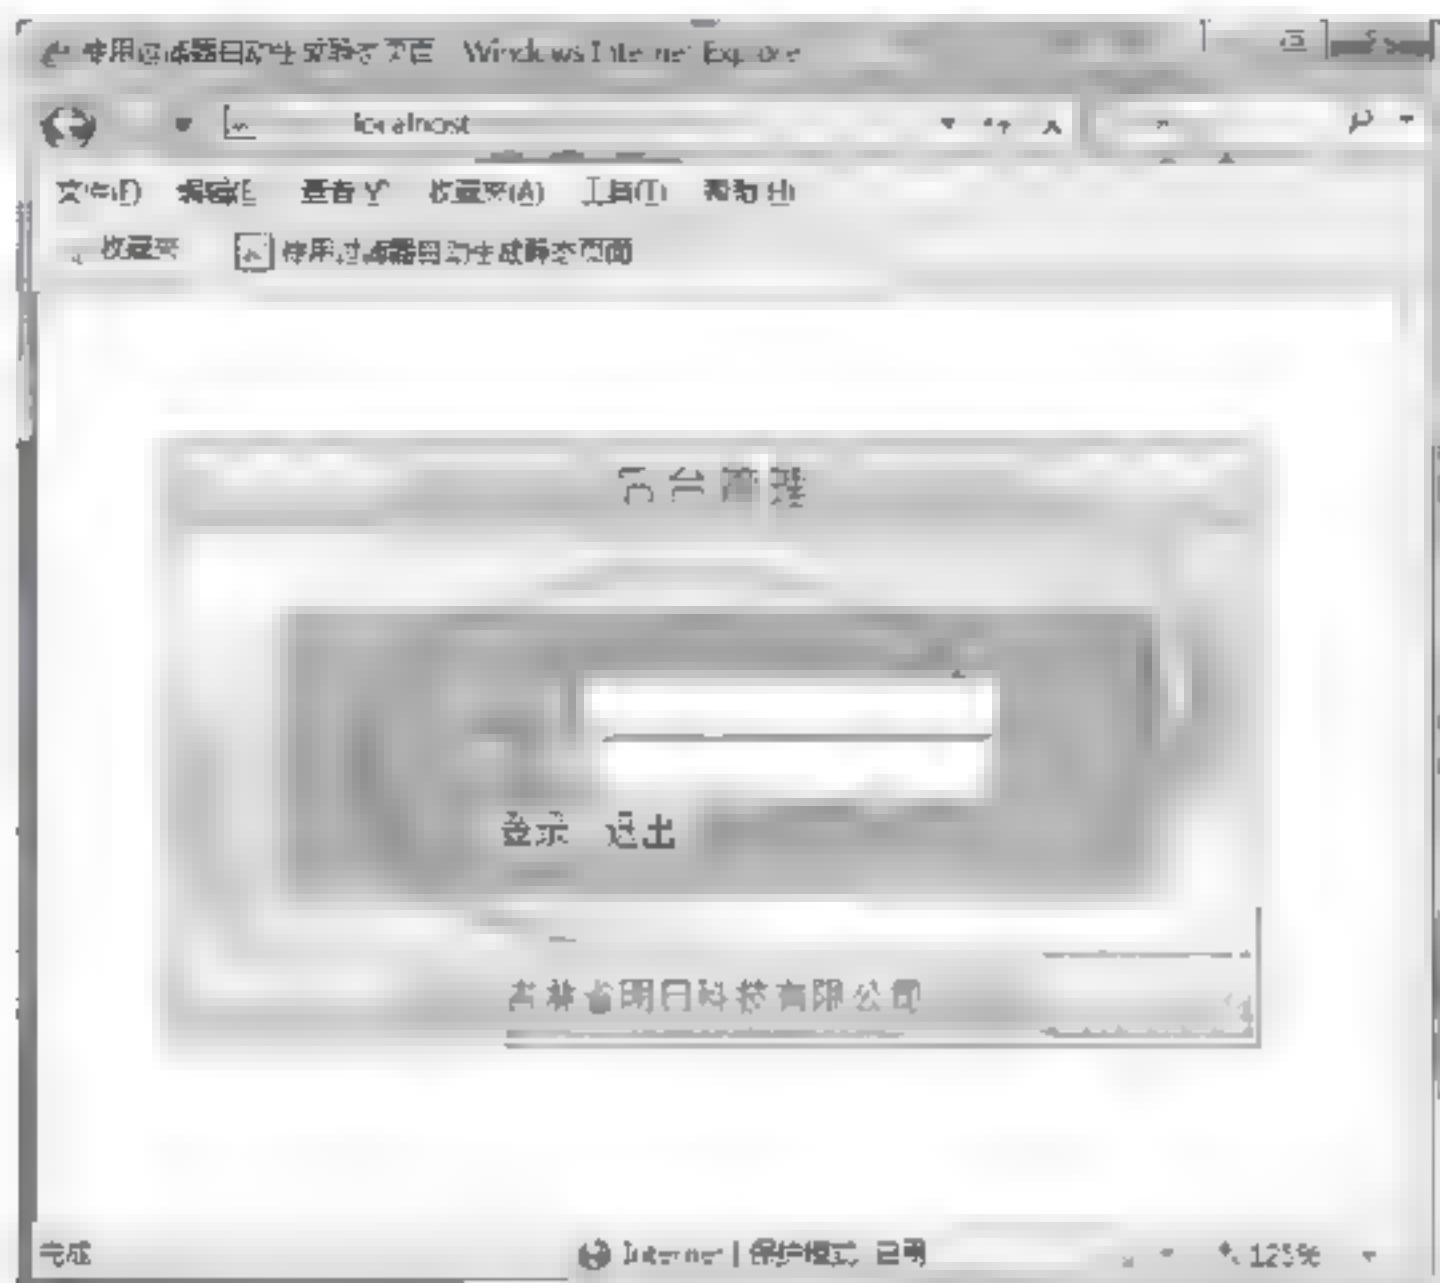 使用过滤器自动生成静态页面 Windows Internet Explorer
localhost
文件(F) 编辑(E 查看 V 收藏夹(A) 工具(T) 帮助 H)
收藏夹 使用过滤器自动生成静态页面
后台管理
登录 退出
吉林省明日科技有限公司
完成 Internet | 保护模式 已用 125%